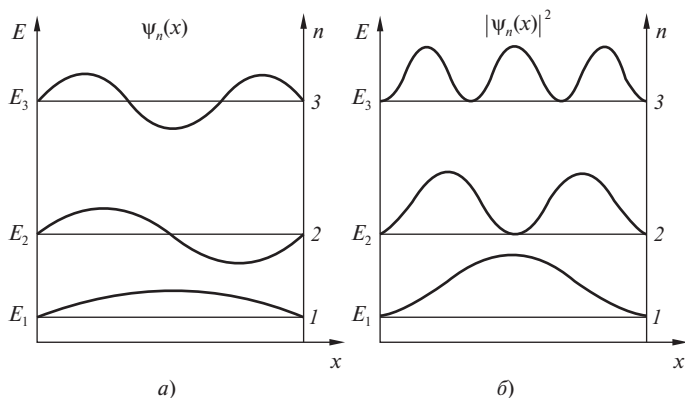 E ψₙ(x) n E |ψₙ(x)|² n
E₃ 3 E₃ 3
E₂ 2 E₂ 2
E₁ 1 E₁ 1
x x
а) б)